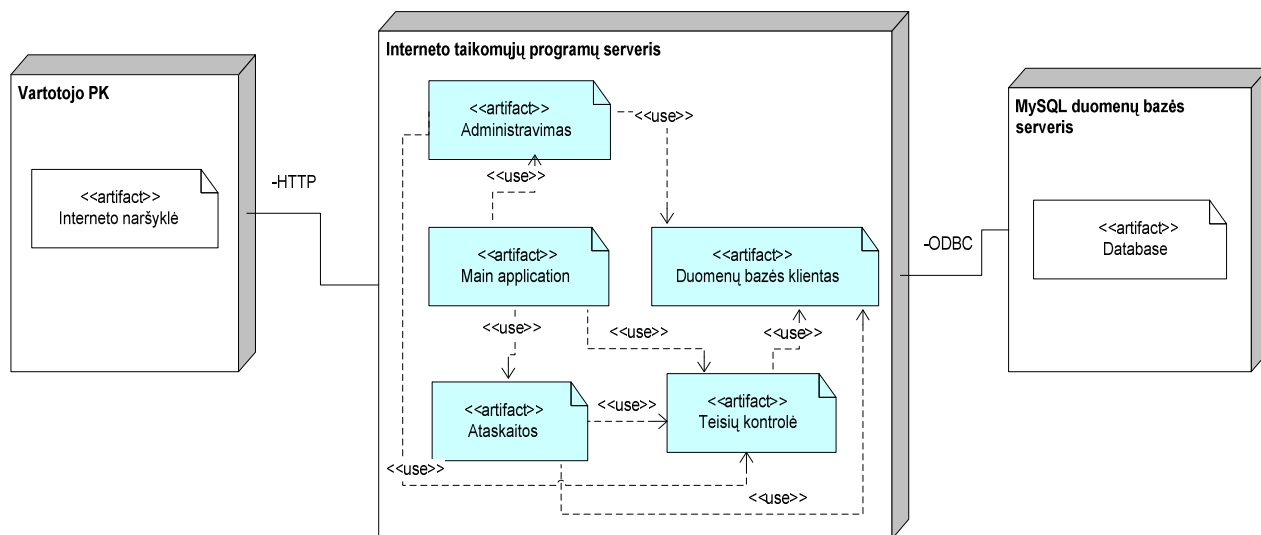 Vartotojo PK
<<artifact>>
Interneto naršyklė
-HTTP
Interneto taikomųjų programų serveris
<<artifact>>
Administravimas
<<use>>
<<use>>
<<artifact>>
Main application
<<artifact>>
Duomenų bazės klientas
<<use>>
<<use>>
<<use>>
<<artifact>>
Ataskaitos
<<use>>
<<artifact>>
Teisių kontrolė
<<use>>
<<use>>
-ODBC
MySQL duomenų bazės
serveris
<<artifact>>
Database